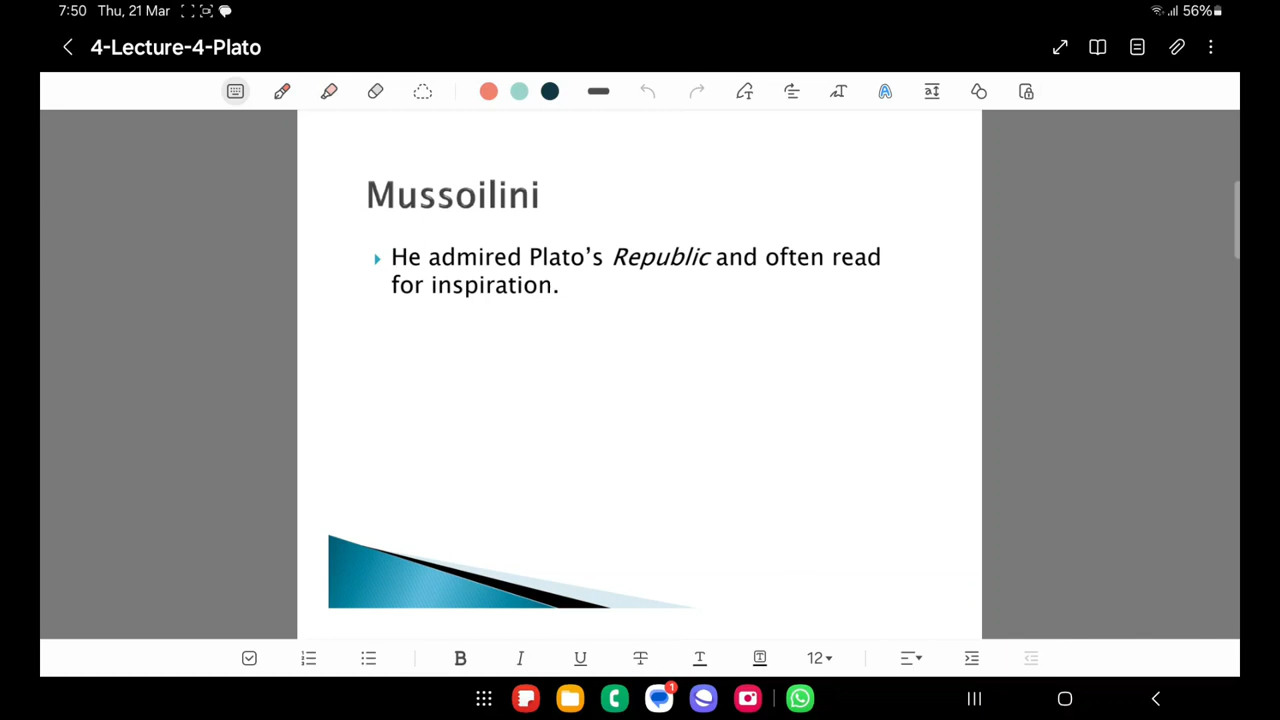 7:50 Thu, 21 Mar 56%
4-Lecture-4-Plato
Mussoilini
He admired Plato's Republic and often read
for inspiration.
B I U T T T 12
1